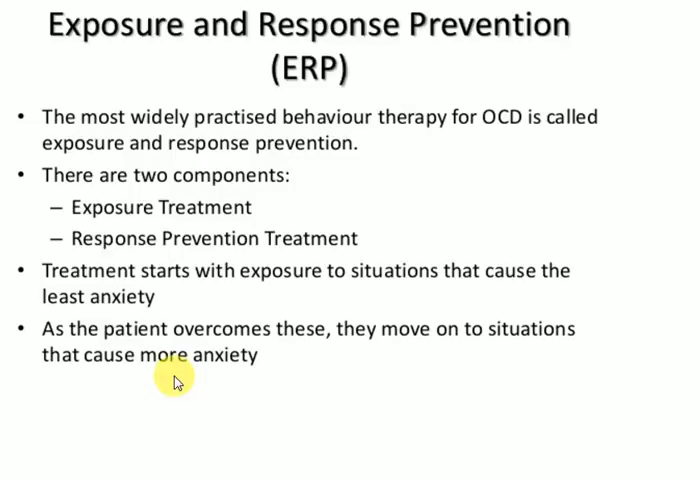 Exposure and Response Prevention
(ERP)
• The most widely practised behaviour therapy for OCD is called
exposure and response prevention.
• There are two components:
– Exposure Treatment
– Response Prevention Treatment
• Treatment starts with exposure to situations that cause the
least anxiety
• As the patient overcomes these, they move on to situations
that cause more anxiety